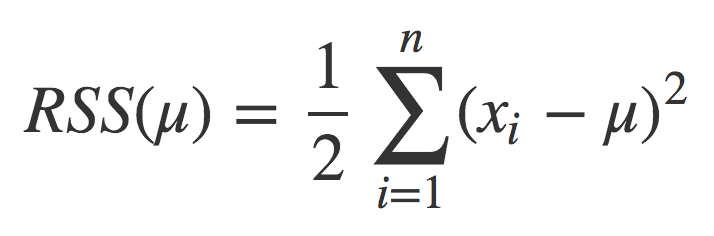 RSS(μ) = 1/2 ∑_{i=1}^{n} (x_i − μ)^2